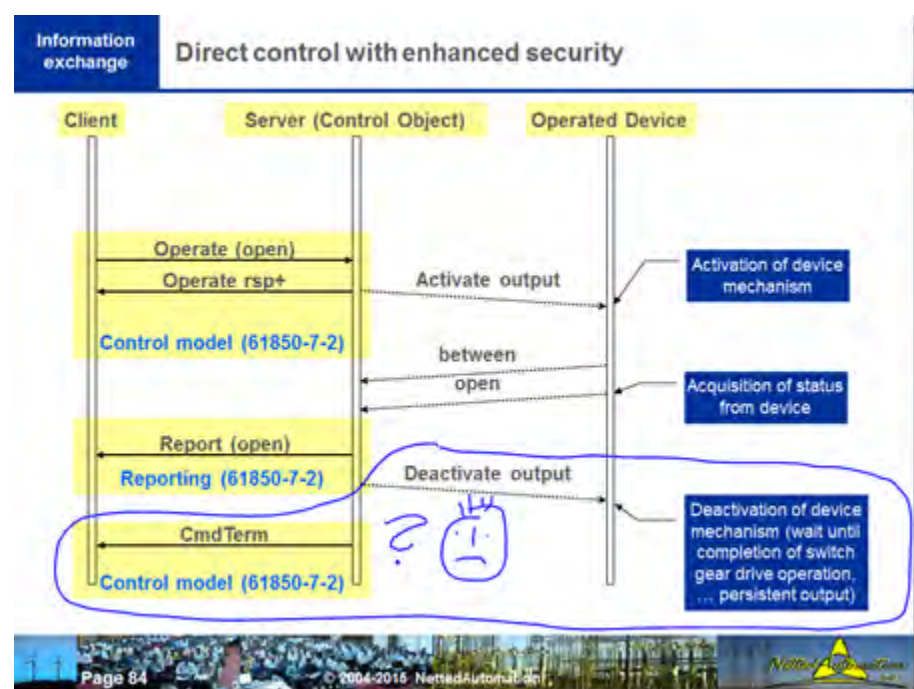 Information
exchange
Direct control with enhanced security
Client
Server (Control Object)
Operated Device
Operate (open)
Operate rsp+
Activate output
Activation of device
mechanism
Control model (61850-7-2)
between
open
Acquisition of status
from device
Report (open)
Reporting (61850-7-2)
Deactivate output
Deactivation of device
mechanism (wait until
completion of switch
gear drive operation,
... persistent output)
CmdTerm
?
Control model (61850-7-2)
Page 84
© 2004-2016 NettedAutomation
NettedAutomation